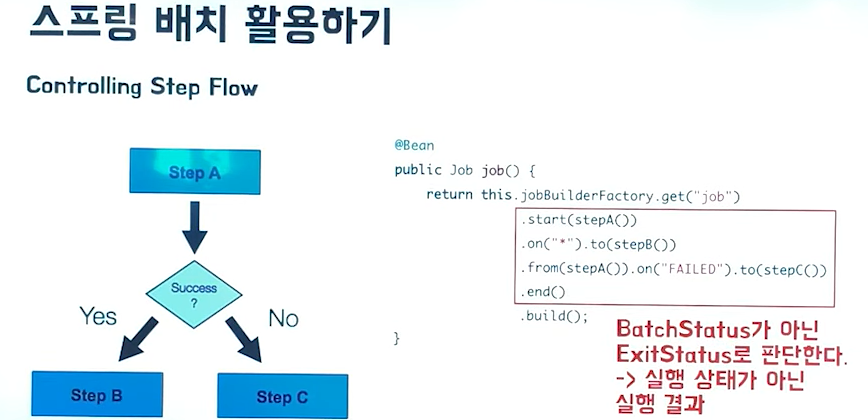 스프링 배치 활용하기
Controlling Step Flow
Step A
Success
?
Yes
No
Step B
Step C
@Bean
public Job job() {
return this.jobBuilderFactory.get("job")
.start(stepA())
.on("*").to(stepB())
.from(stepA()).on("FAILED").to(stepC())
.end()
.build();
}
BatchStatus가 아닌
ExitStatus로 판단한다.
-> 실행 상태가 아닌
실행 결과